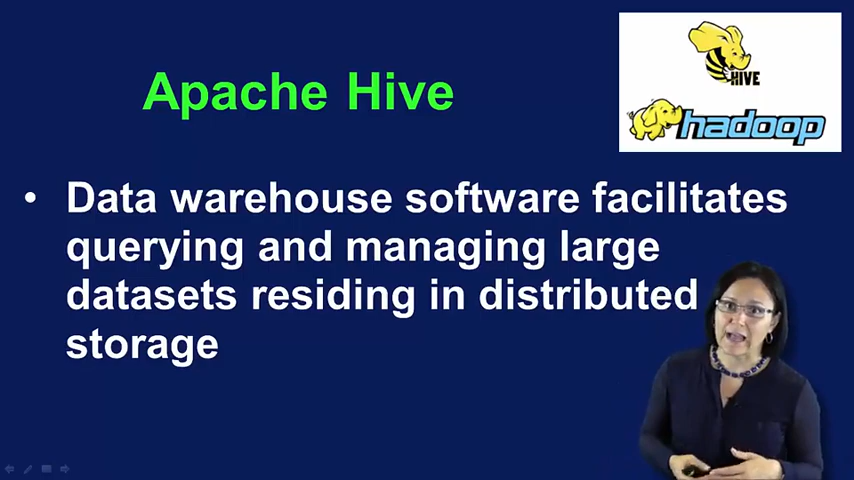 Apache Hive
HIVE
hadoop
• Data warehouse software facilitates
querying and managing large
datasets residing in distributed
storage